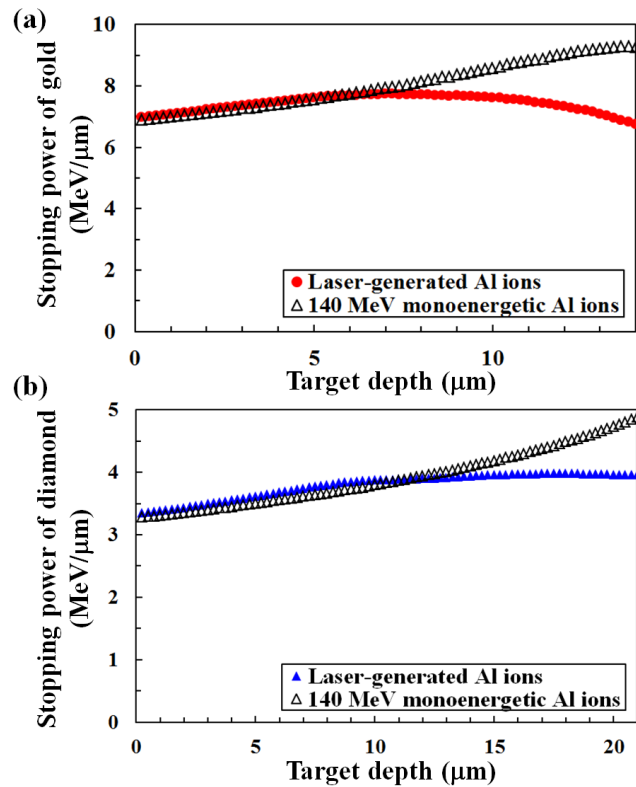 (a)
Stopping power of gold
(MeV/μm)
10
8
6
4
2
0
Laser-generated Al ions
140 MeV monoenergetic Al ions
0
5
10
Target depth (μm)
(b)
Stopping power of diamond
(MeV/μm)
5
4
3
2
1
0
Laser-generated Al ions
140 MeV monoenergetic Al ions
0
5
10
15
20
Target depth (μm)